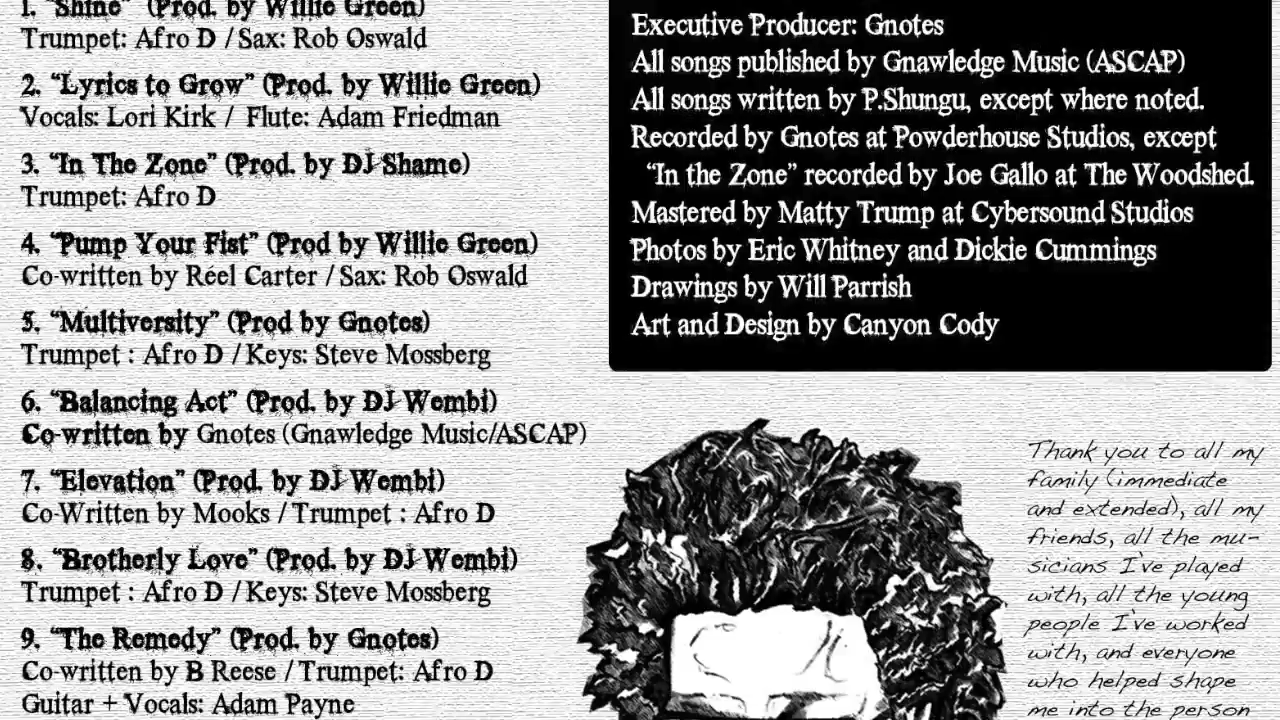 1. “Shine” (Prod. by Willie Green)
Trumpet: Afro D / Sax: Rob Oswald
2. “Lyrics to Grow” (Prod. by Willie Green)
Vocals: Lori Kirk / Flute: Adam Friedman
3. “In The Zone” (Prod. by DJ Shame)
Trumpet: Afro D
4. “Pump Your Fist” (Prod by Willie Green)
Co-written by Reel Carter / Sax: Rob Oswald
5. “Multiversity” (Prod by Gnotes)
Trumpet : Afro D / Keys: Steve Mossberg
6. “Balancing Act” (Prod. by DJ Wembi)
Co-written by Gnotes (Gnawledge Music/ASCAP)
7. “Elevation” (Prod. by DJ Wembi)
Co-Written by Mooks / Trumpet : Afro D
8. “Brotherly Love” (Prod. by DJ Wembi)
Trumpet : Afro D / Keys: Steve Mossberg
9. “The Remedy” (Prod. by Gnotes)
Co-written by B Reese / Trumpet: Afro D
Guitar + Vocals: Adam Payne
Executive Producer: Gnotes
All songs published by Gnawledge Music (ASCAP)
All songs written by P.Shungu, except where noted.
Recorded by Gnotes at Powderhouse Studios, except
“In the Zone” recorded by Joe Gallo at The Woodshed.
Mastered by Matty Trump at Cybersound Studios
Photos by Eric Whitney and Dickie Cummings
Drawings by Will Parrish
Art and Design by Canyon Cody
Thank you to all my
family (immediate
and extended), all my
friends, all the mu-
sicians I've played
with, all the young
people I've worked
with, and everyone
who helped shape
me into the person